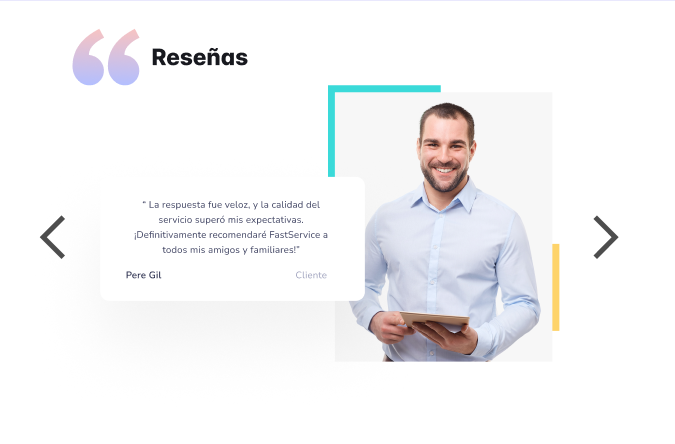 Reseñas
“ La respuesta fue veloz, y la calidad del
servicio superó mis expectativas.
¡Definitivamente recomendaré FastService a
todos mis amigos y familiares!”
Pere Gil Cliente